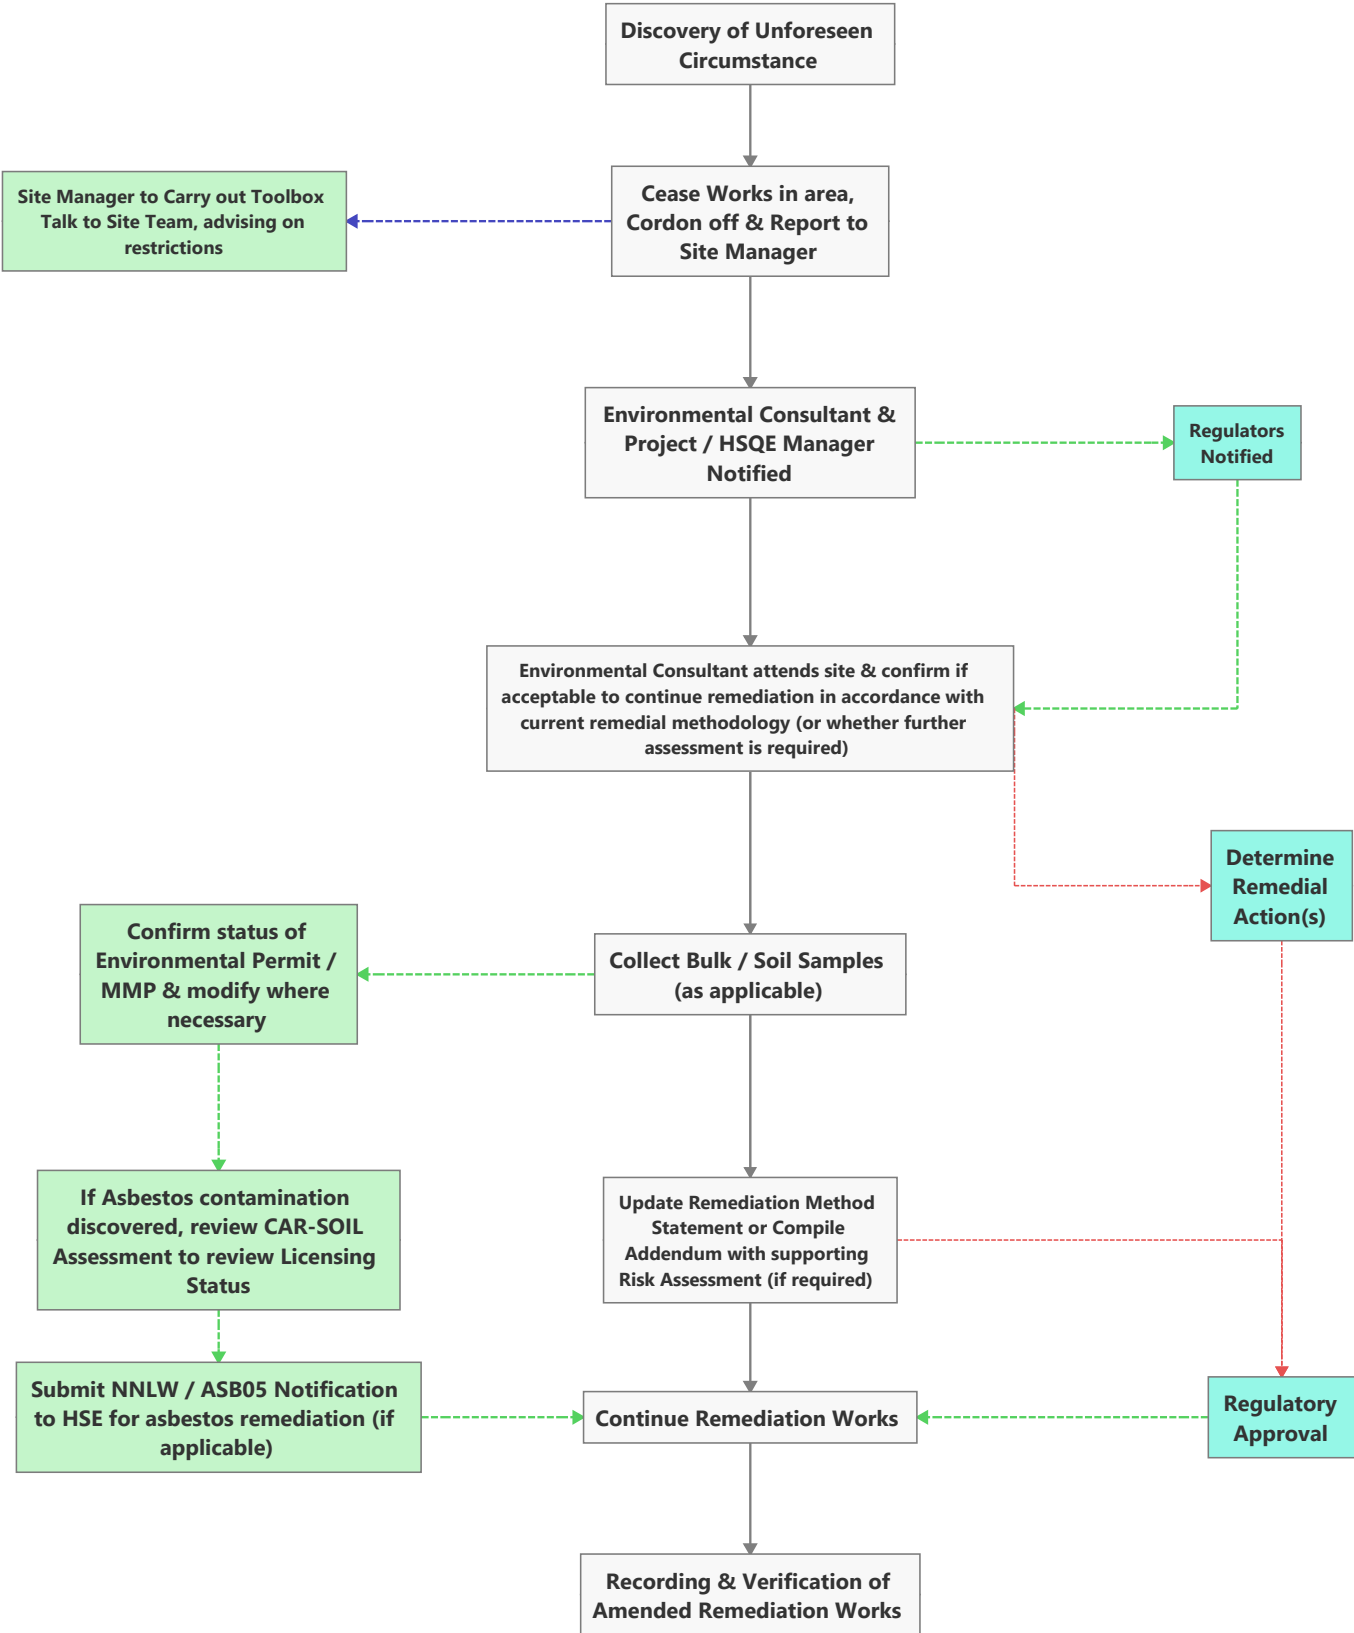 Discovery of Unforeseen
Circumstance
Cease Works in area,
Cordon off & Report to
Site Manager
Site Manager to Carry out Toolbox
Talk to Site Team, advising on
restrictions
Environmental Consultant &
Project / HSQE Manager
Notified
Regulators
Notified
Environmental Consultant attends site & confirm if
acceptable to continue remediation in accordance with
current remedial methodology (or whether further
assessment is required)
Determine
Remedial
Action(s)
Collect Bulk / Soil Samples
(as applicable)
Confirm status of
Environmental Permit /
MMP & modify where
necessary
If Asbestos contamination
discovered, review CAR-SOIL
Assessment to review Licensing
Status
Update Remediation Method
Statement or Compile
Addendum with supporting
Risk Assessment (if required)
Submit NNLW / ASB05 Notification
to HSE for asbestos remediation (if
applicable)
Continue Remediation Works
Regulatory
Approval
Recording & Verification of
Amended Remediation Works